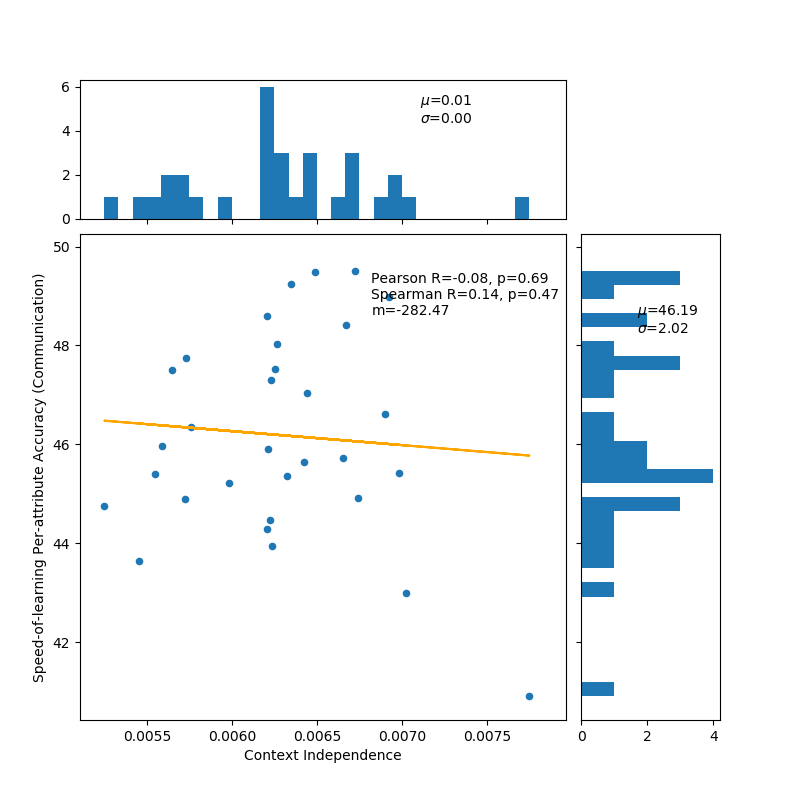 6
4
2
0
μ=0.01
σ=0.00
50
48
46
44
42
Speed-of-learning Per-attribute Accuracy (Communication)
Pearson R=-0.08, p=0.69
Spearman R=0.14, p=0.47
m=-282.47
μ=46.19
σ=2.02
0.0055 0.0060 0.0065 0.0070 0.0075
Context Independence
0 2 4